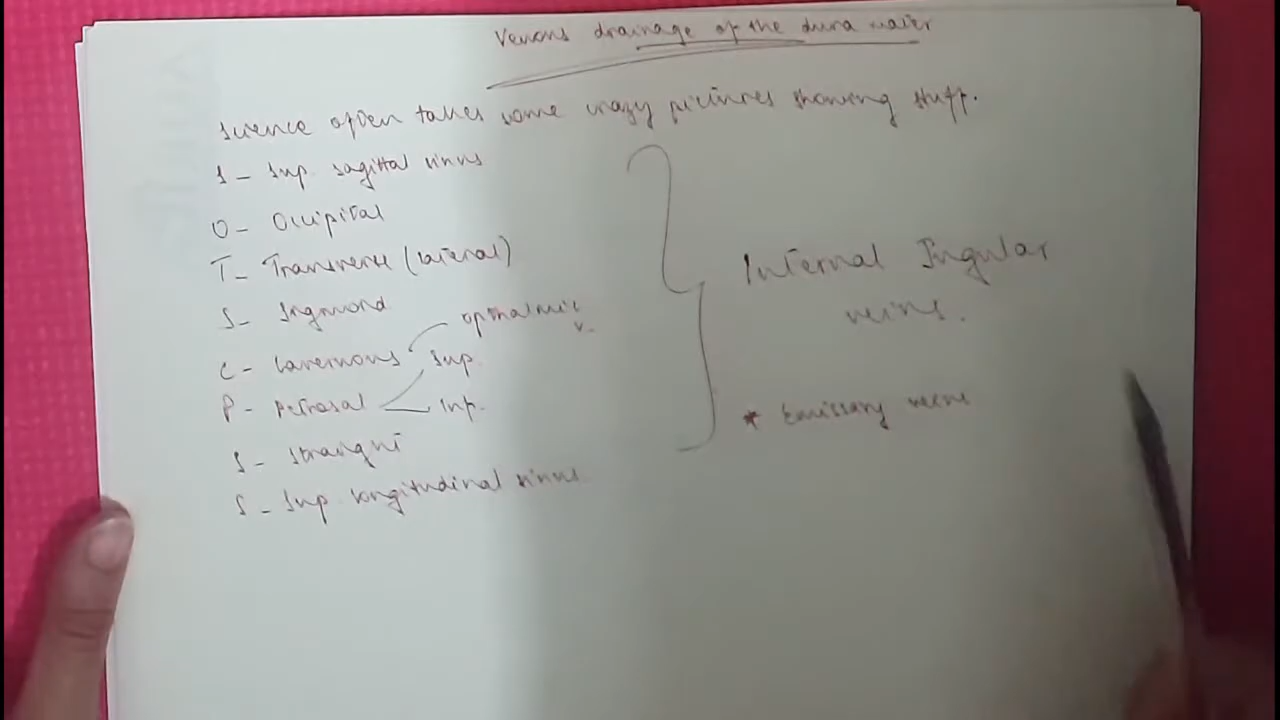 Venous drainage of the dura mater
Science often takes some crazy pictures showing stuff.
S - Sup. sagittal sinus
O - Occipital
T - Transverse (lateral)
S - Sigmoid
C - Cavernous opthalmic v.
P - petrosal sup. inf.
S - straight
S - Sup. longitudinal sinus.
Internal Jugular
veins.
* Emissary veins